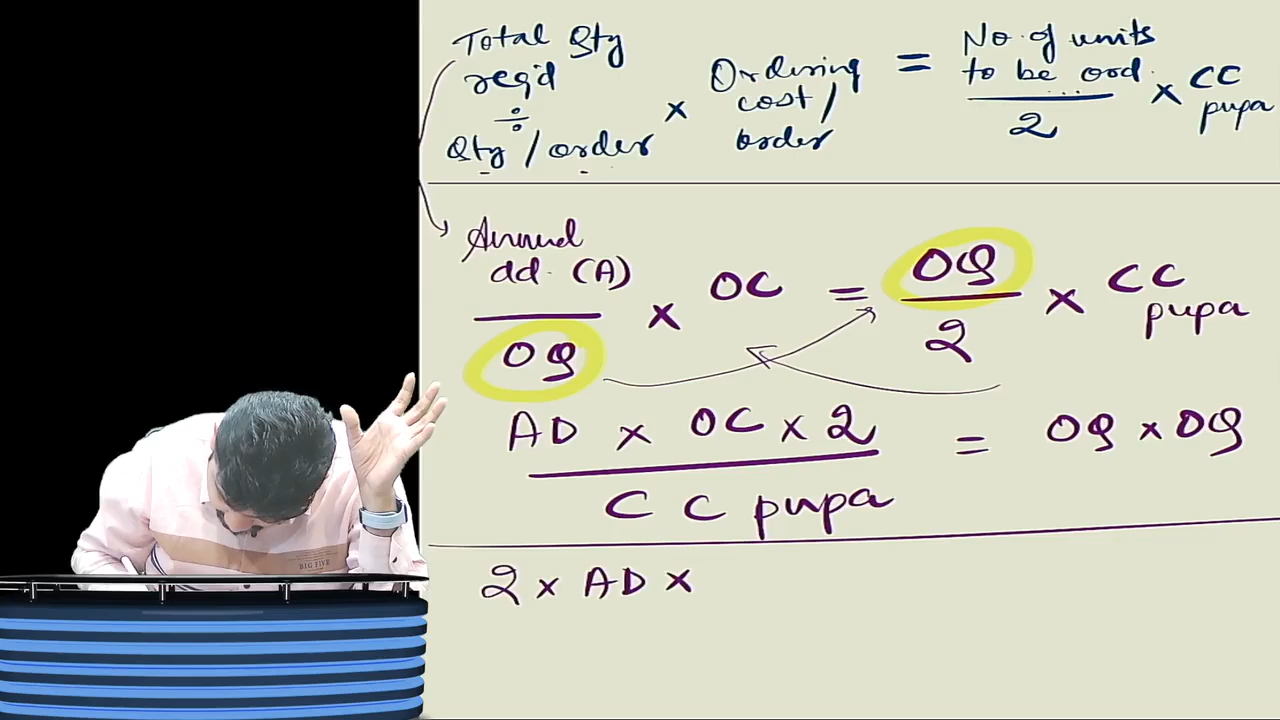 Total Qty
req'd
÷
Qty / order
× Ordering
cost /
order
= No. of units
to be ord.
2
× CC
pupa
Annual
dd. (A)
OQ
× OC = OQ
2
× CC
pupa
AD × OC × 2 = OQ × OQ
CC pupa
2 × AD ×
BIG FIVE